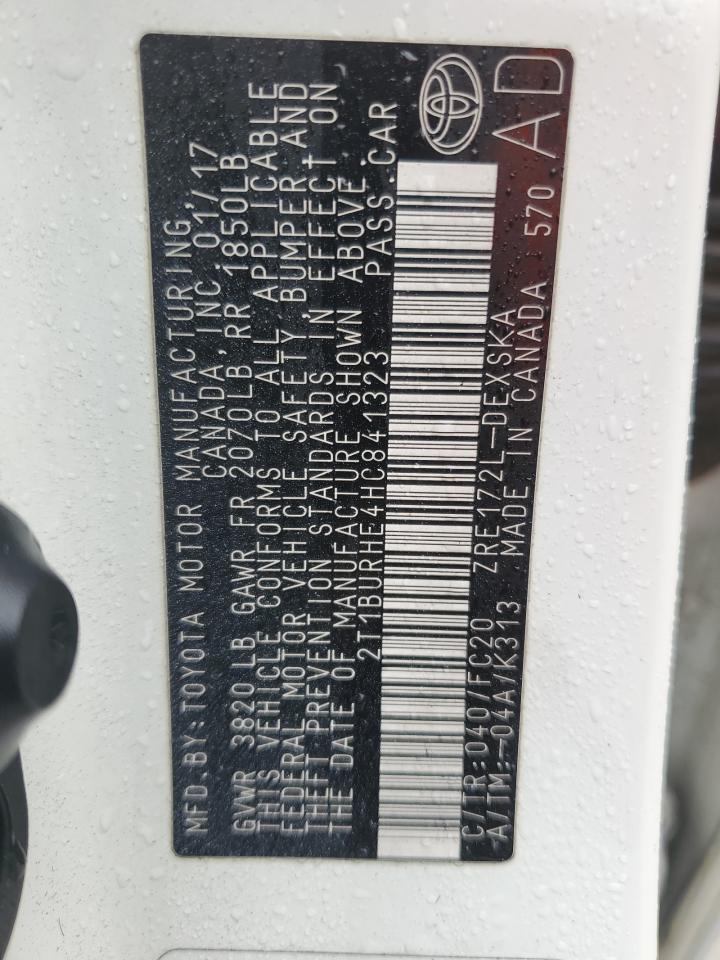 MFD.BY:TOYOTA MOTOR MANUFACTURING,
CANADA, INC. 01/17
GVWR 3820 LB GAWR FR 2070LB, RR 1850LB
THIS VEHICLE CONFORMS TO ALL APPLICABLE
FEDERAL MOTOR VEHICLE SAFETY, BUMPER AND
THEFT PREVENTION STANDARDS IN EFFECT ON
THE DATE OF MANUFACTURE SHOWN ABOVE.
2T1BURHE4HC841323 PASS.CAR
C/TR:040/FC20 ZRE172L-DEXSKA
A/TM:-04A/K313 MADE IN CANADA 570
AD